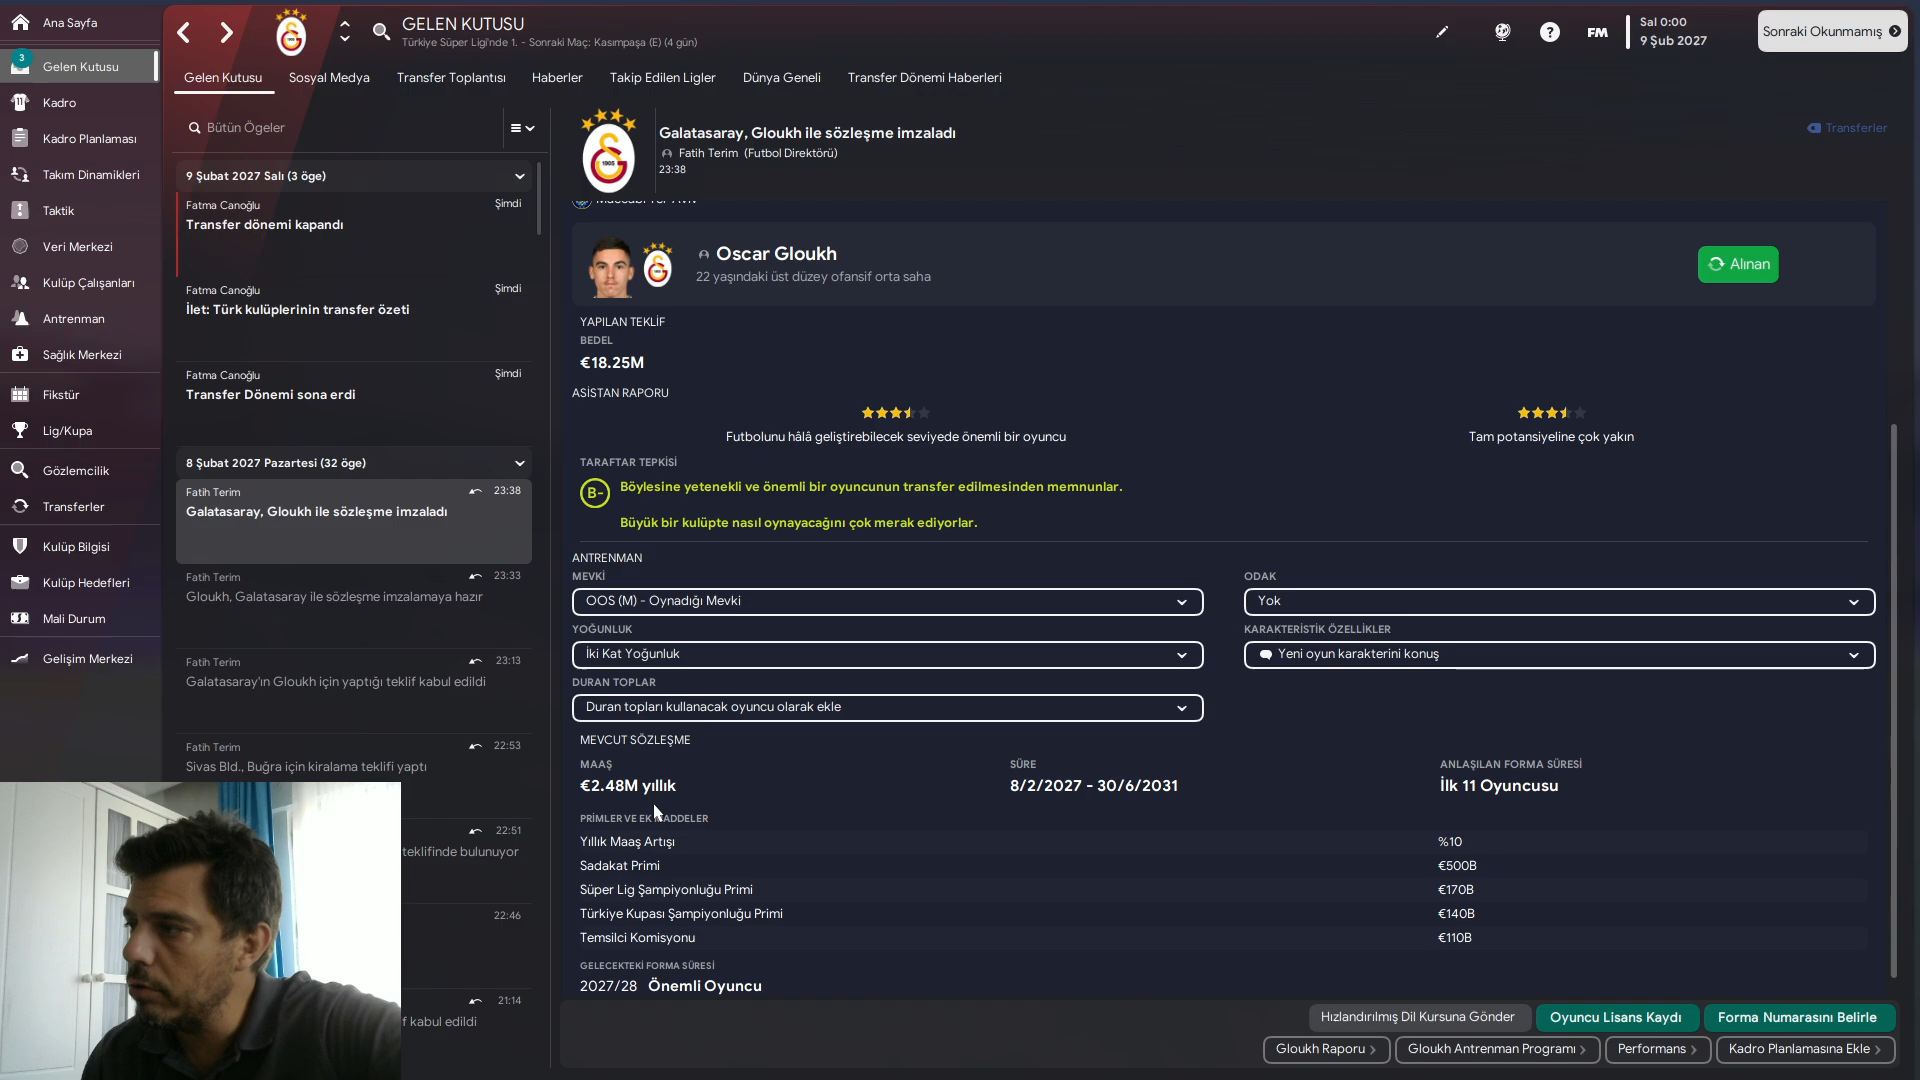 Ana Sayfa
3
Gelen Kutusu
Kadro
Kadro Planlaması
Takım Dinamikleri
Taktik
Veri Merkezi
Kulüp Çalışanları
Antrenman
Sağlık Merkezi
Fikstür
Lig/Kupa
Gözlemcilik
Transferler
Kulüp Bilgisi
Kulüp Hedefleri
Mali Durum
Gelişim Merkezi
GELEN KUTUSU
Türkiye Süper Ligi'nde 1. - Sonraki Maç: Kasımpaşa (E) (4 gün)
FM
Sal 0:00
9 Şub 2027
Sonraki Okunmamış
Gelen Kutusu
Sosyal Medya
Transfer Toplantısı
Haberler
Takip Edilen Ligler
Dünya Geneli
Transfer Dönemi Haberleri
Bütün Ögeler
9 Şubat 2027 Salı (3 öge)
Fatma Canoğlu Şimdi
Transfer dönemi kapandı
Fatma Canoğlu Şimdi
İlet: Türk kulüplerinin transfer özeti
Fatma Canoğlu Şimdi
Transfer Dönemi sona erdi
8 Şubat 2027 Pazartesi (32 öge)
Fatih Terim 23:38
Galatasaray, Gloukh ile sözleşme imzaladı
Fatih Terim 23:33
Gloukh, Galatasaray ile sözleşme imzalamaya hazır
Fatih Terim 23:13
Galatasaray'ın Gloukh için yaptığı teklif kabul edildi
Fatih Terim 22:53
Sivas Bld., Buğra için kiralama teklifi yaptı
22:51
teklifinde bulunuyor
22:46
21:14
f kabul edildi
Galatasaray, Gloukh ile sözleşme imzaladı
Fatih Terim (Futbol Direktörü)
23:38
Transferler
Maccabi Tel-Aviv
Oscar Gloukh
22 yaşındaki üst düzey ofansif orta saha
Alınan
YAPILAN TEKLİF
BEDEL
€18.25M
ASİSTAN RAPORU
Futbolunu hâlâ geliştirebilecek seviyede önemli bir oyuncu
Tam potansiyeline çok yakın
TARAFTAR TEPKİSİ
B-
Böylesine yetenekli ve önemli bir oyuncunun transfer edilmesinden memnunlar.
Büyük bir kulüpte nasıl oynayacağını çok merak ediyorlar.
ANTRENMAN
MEVKİ
OOS (M) - Oynadığı Mevki
ODAK
Yok
YOĞUNLUK
İki Kat Yoğunluk
KARAKTERİSTİK ÖZELLİKLER
Yeni oyun karakterini konuş
DURAN TOPLAR
Duran topları kullanacak oyuncu olarak ekle
MEVCUT SÖZLEŞME
MAAŞ
€2.48M yıllık
SÜRE
8/2/2027 - 30/6/2031
ANLAŞILAN FORMA SÜRESİ
İlk 11 Oyuncusu
PRİMLER VE EK MADDELER
Yıllık Maaş Artışı %10
Sadakat Primi €500B
Süper Lig Şampiyonluğu Primi €170B
Türkiye Kupası Şampiyonluğu Primi €140B
Temsilci Komisyonu €110B
GELECEKTEKİ FORMA SÜRESİ
2027/28 Önemli Oyuncu
Hızlandırılmış Dil Kursuna Gönder
Oyuncu Lisans Kaydı
Forma Numarasını Belirle
Gloukh Raporu
Gloukh Antrenman Programı
Performans
Kadro Planlamasına Ekle